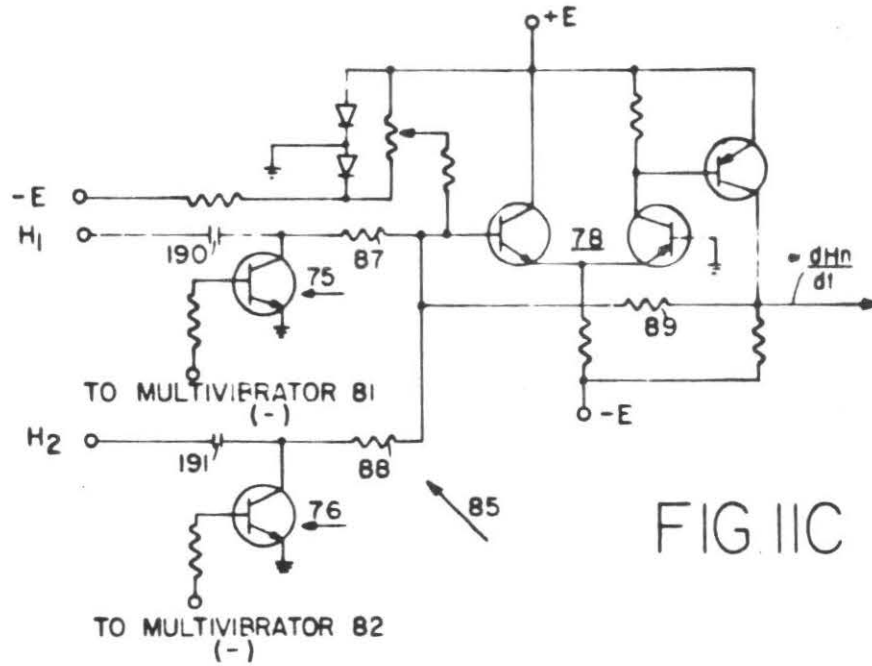 +E
-E
H1
190
87
78
75
dHn
dt
89
TO MULTIVIBRATOR 81
(-)
-E
H2
191
88
85
76
FIG. 11C
TO MULTIVIBRATOR 82
(-)